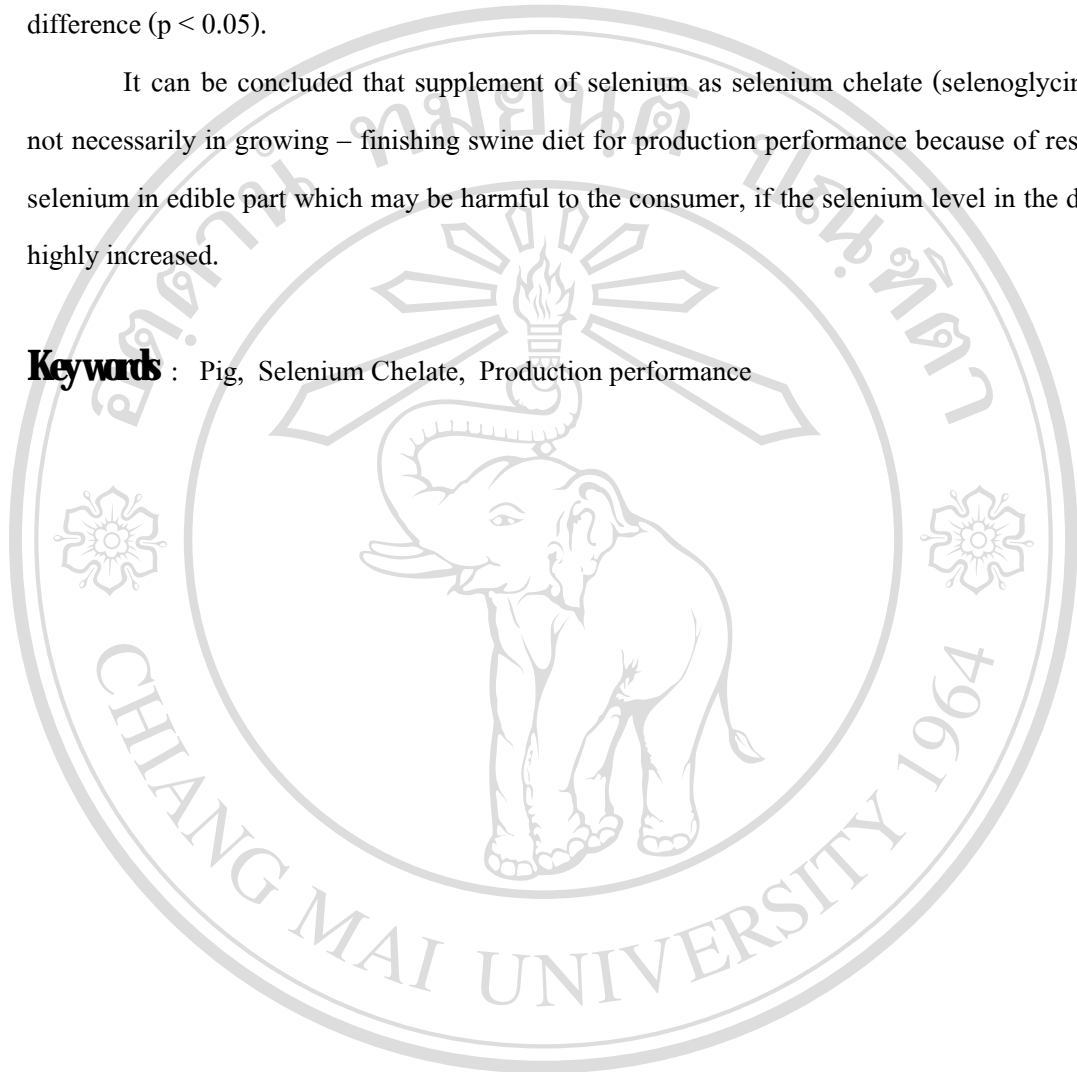 difference (p < 0.05).
It can be concluded that supplement of selenium as selenium chelate
not necessarily in growing – finishing swine diet for production performance because of
selenium in edible part which may be harmful to the consumer, if the selenium level in the
highly increased.
Keywords : Pig, Selenium Chelate, Production performance
CHIANG MAI UNIVERSITY 1964